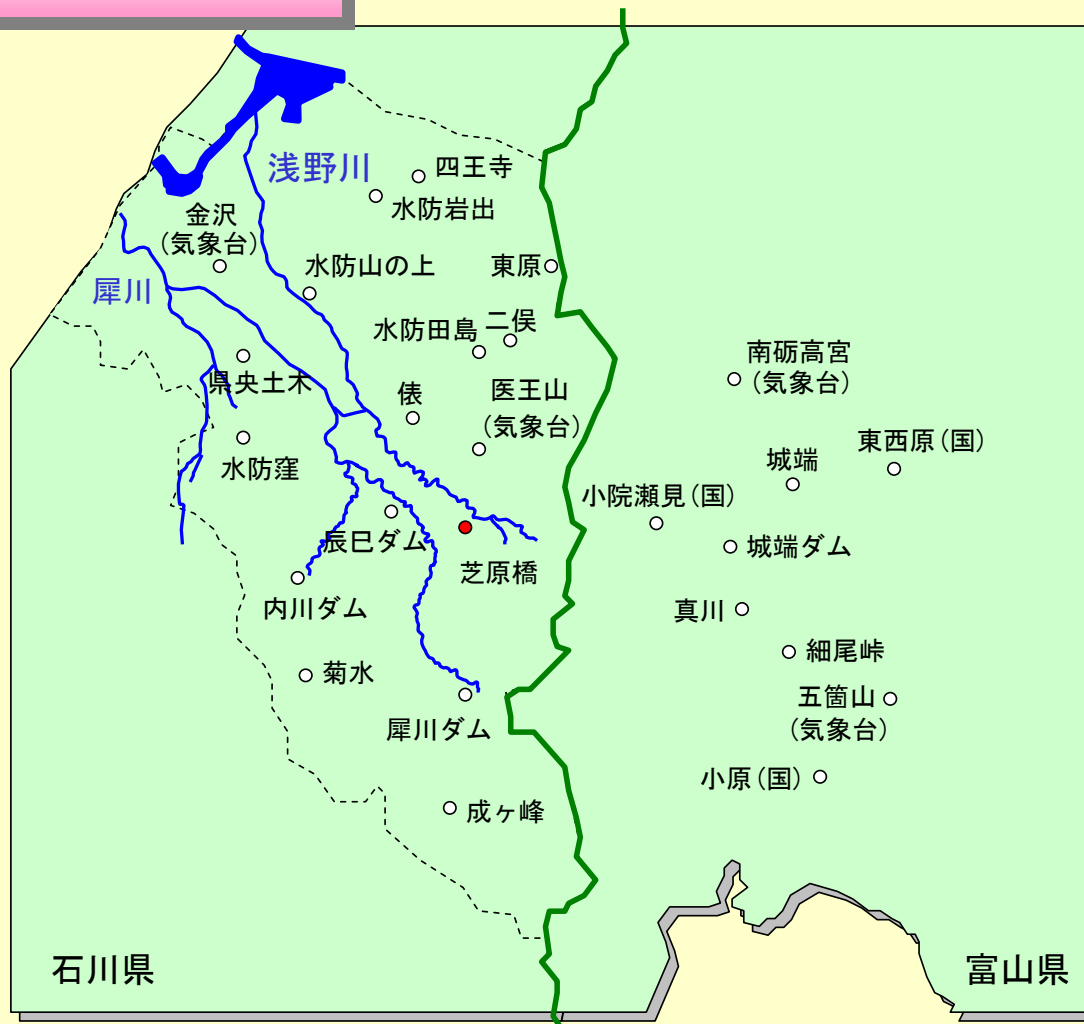 浅野川
四王寺
水防岩出
金沢
(気象台)
水防山の上
東原
犀川
水防田島
二俣
県央土木
俵
医王山
(気象台)
南砺高宮
(気象台)
水防窪
東西原(国)
城端
小院瀬見(国)
辰巳ダム
芝原橋
城端ダム
内川ダム
真川
菊水
細尾峠
犀川ダム
五箇山
(気象台)
小原(国)
成ヶ峰
石川県
富山県